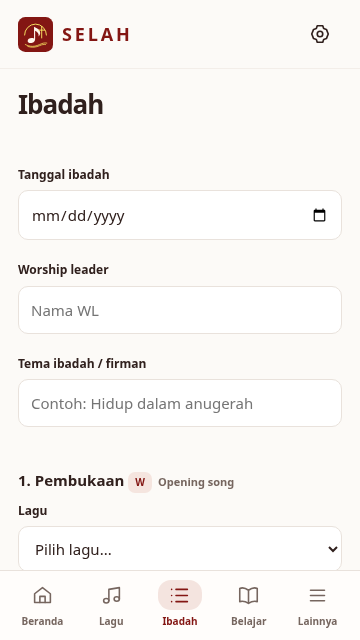 SELAH
Ibadah
Tanggal ibadah
mm/dd/yyyy
Worship leader
Nama WL
Tema ibadah / firman
Contoh: Hidup dalam anugerah
1. Pembukaan W Opening song
Lagu
Pilih lagu...
Beranda Lagu Ibadah Belajar Lainnya